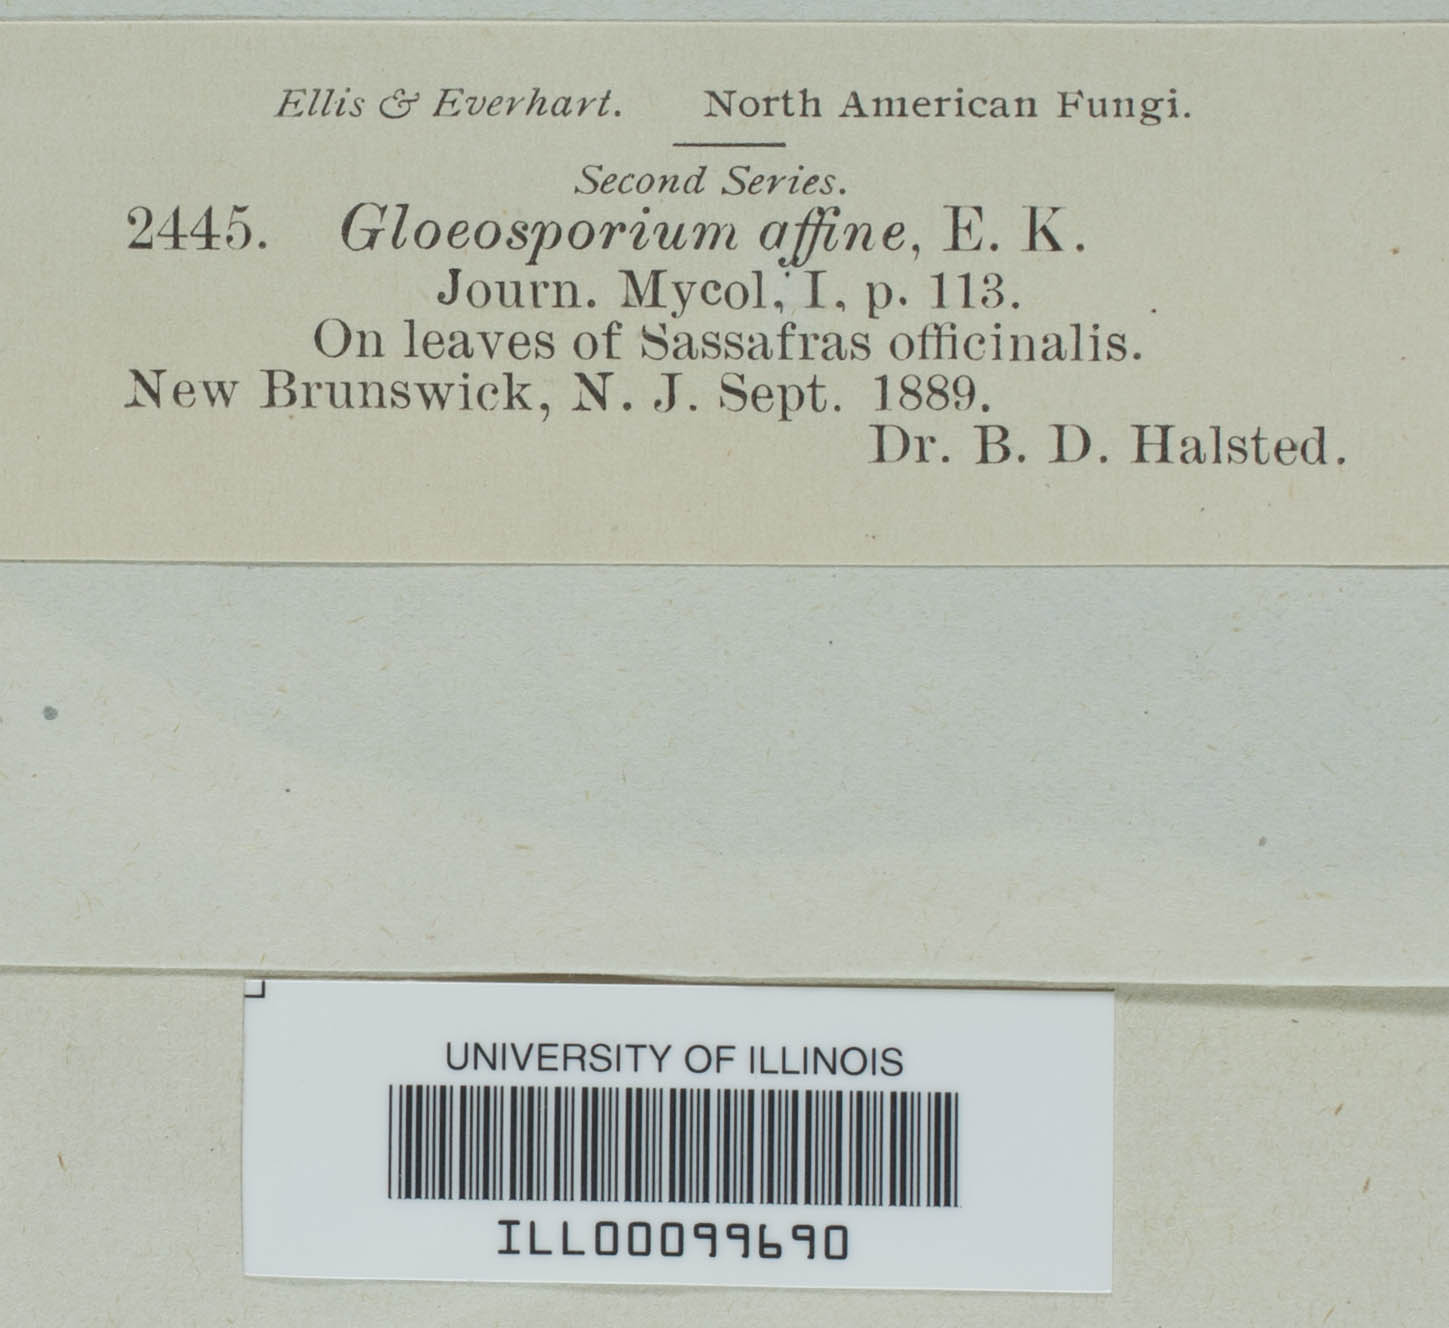 Ellis & Everhart. North American Fungi.
Second Series.
2445. Gloeosporium affine, E. K.
Journ. Mycol, I, p. 113.
On leaves of Sassafras officinalis.
New Brunswick, N. J. Sept. 1889.
Dr. B. D. Halsted.
UNIVERSITY OF ILLINOIS
ILL00099690